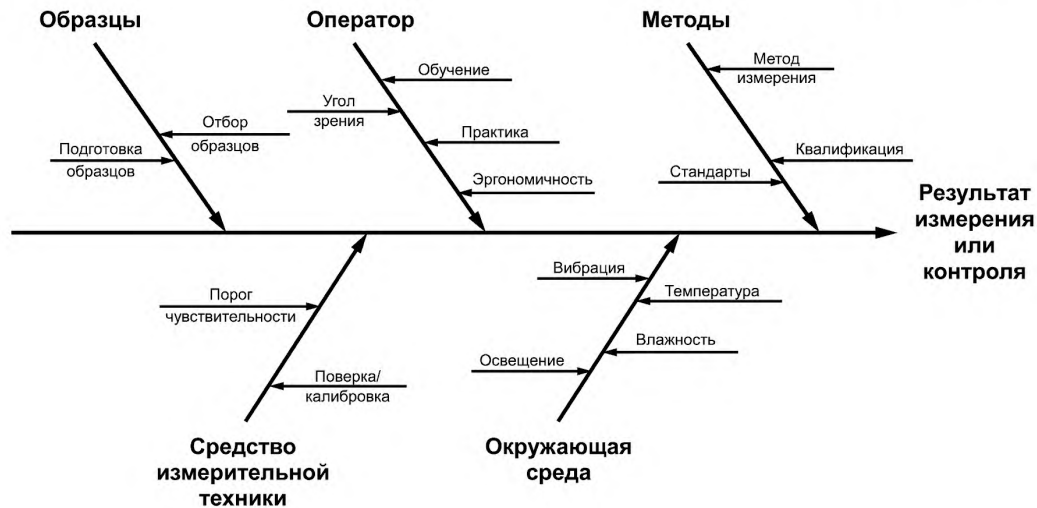 Образцы
Оператор
Методы
Обучение
Метод
измерения
Угол
зрения
Отбор
образцов
Практика
Подготовка
образцов
Квалификация
Стандарты
Эргономичность
Результат
измерения
или
контроля
Вибрация
Температура
Порог
чувствительности
Влажность
Освещение
Поверка/
калибровка
Средство
измерительной
техники
Окружающая
среда